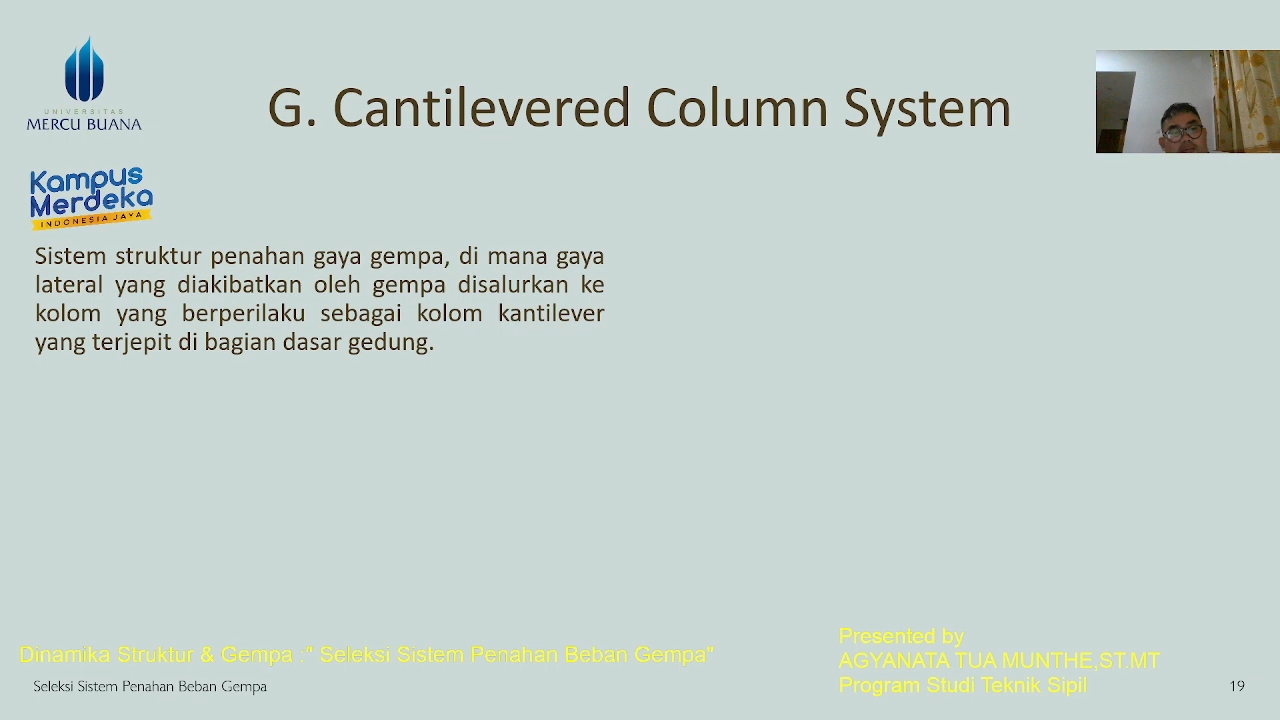 UNIVERSITAS
MERCU BUANA
G. Cantilevered Column System
Kampus
Merdeka
INDONESIA JAYA
Sistem struktur penahan gaya gempa, di mana gaya
lateral yang diakibatkan oleh gempa disalurkan ke
kolom yang berperilaku sebagai kolom kantilever
yang terjepit di bagian dasar gedung.
Dinamika Struktur & Gempa :" Seleksi Sistem Penahan Beban Gempa"
Seleksi Sistem Penahan Beban Gempa
Presented by
AGYANATA TUA MUNTHE,ST.MT
Program Studi Teknik Sipil
19